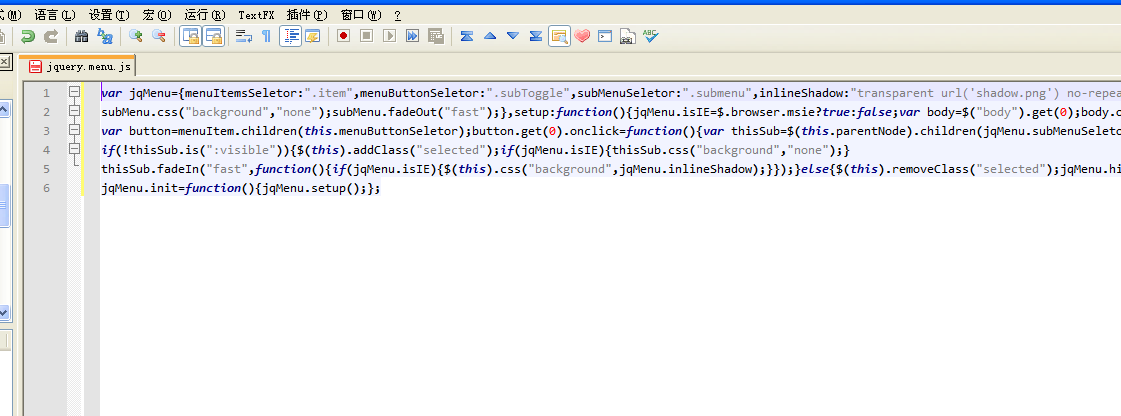 式(M) 语言(L) 设置(T) 宏(O) 运行(R) TextFX 插件(P) 窗口(W) ?
jquery.menu.js
1 var jqMenu={menuItemsSeletor:".item",menuButtonSeletor:".subToggle",subMenuSeletor:".submenu",inlineShadow:"transparent url('shadow.png') no-repea
2 subMenu.css("background","none");subMenu.fadeOut("fast");},setup:function(){jqMenu.isIE=$.browser.msie?true:false;var body=$("body").get(0);body.o
3 var button=menuItem.children(this.menuButtonSeletor);button.get(0).onclick=function(){var thisSub=$(this.parentNode).children(jqMenu.subMenuSeleto
4 if(!thisSub.is(":visible")){$(this).addClass("selected");if(jqMenu.isIE){thisSub.css("background","none");}
5 thisSub.fadeIn("fast",function(){if(jqMenu.isIE){$(this).css("background",jqMenu.inlineShadow);}});}else{$(this).removeClass("selected");jqMenu.hi
6 jqMenu.init=function(){jqMenu.setup();};